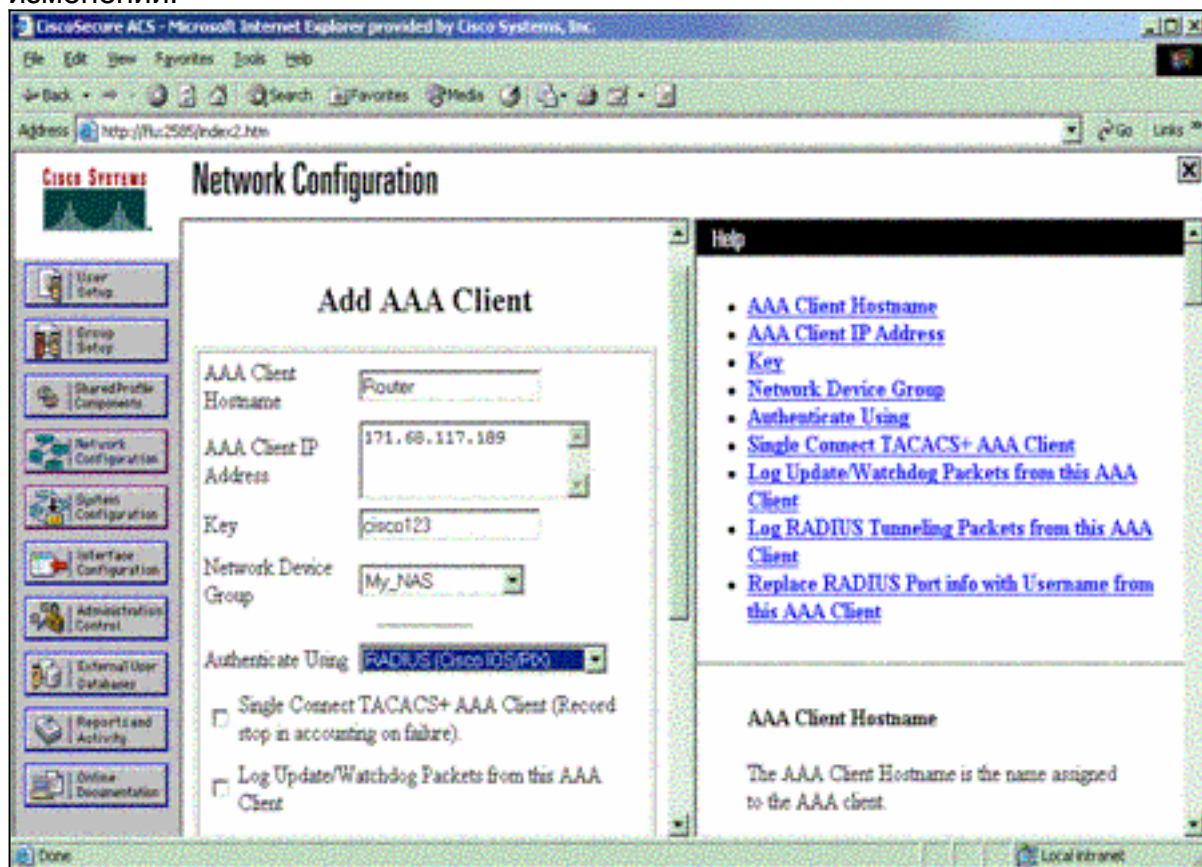 изменений.
CiscoSecure ACS - Microsoft Internet Explorer provided by Cisco Systems, Inc.
File Edit View Favorites Tools Help
Back Search Favorites Media
Address http://flu:2585/index2.htm Go Links »
CISCO SYSTEMS
Network Configuration
User
Setup
Group
Setup
Shared Profile
Components
Network
Configuration
System
Configuration
Interface
Configuration
Administration
Control
External User
Databases
Reports and
Activity
Online
Documentation
Add AAA Client
AAA Client
Hostname
Router
AAA Client IP
Address
171.68.117.189
Key
cisco123
Network Device
Group
My_NAS
Authenticate Using
RADIUS (Cisco IOS/PIX)
Single Connect TACACS+ AAA Client (Record
stop in accounting on failure).
Log Update/Watchdog Packets from this AAA
Client
Help
AAA Client Hostname
AAA Client IP Address
Key
Network Device Group
Authenticate Using
Single Connect TACACS+ AAA Client
Log Update/Watchdog Packets from this AAA
Client
Log RADIUS Tunneling Packets from this AAA
Client
Replace RADIUS Port info with Username from
this AAA Client
AAA Client Hostname
The AAA Client Hostname is the name assigned
to the AAA client.
Done
Local intranet